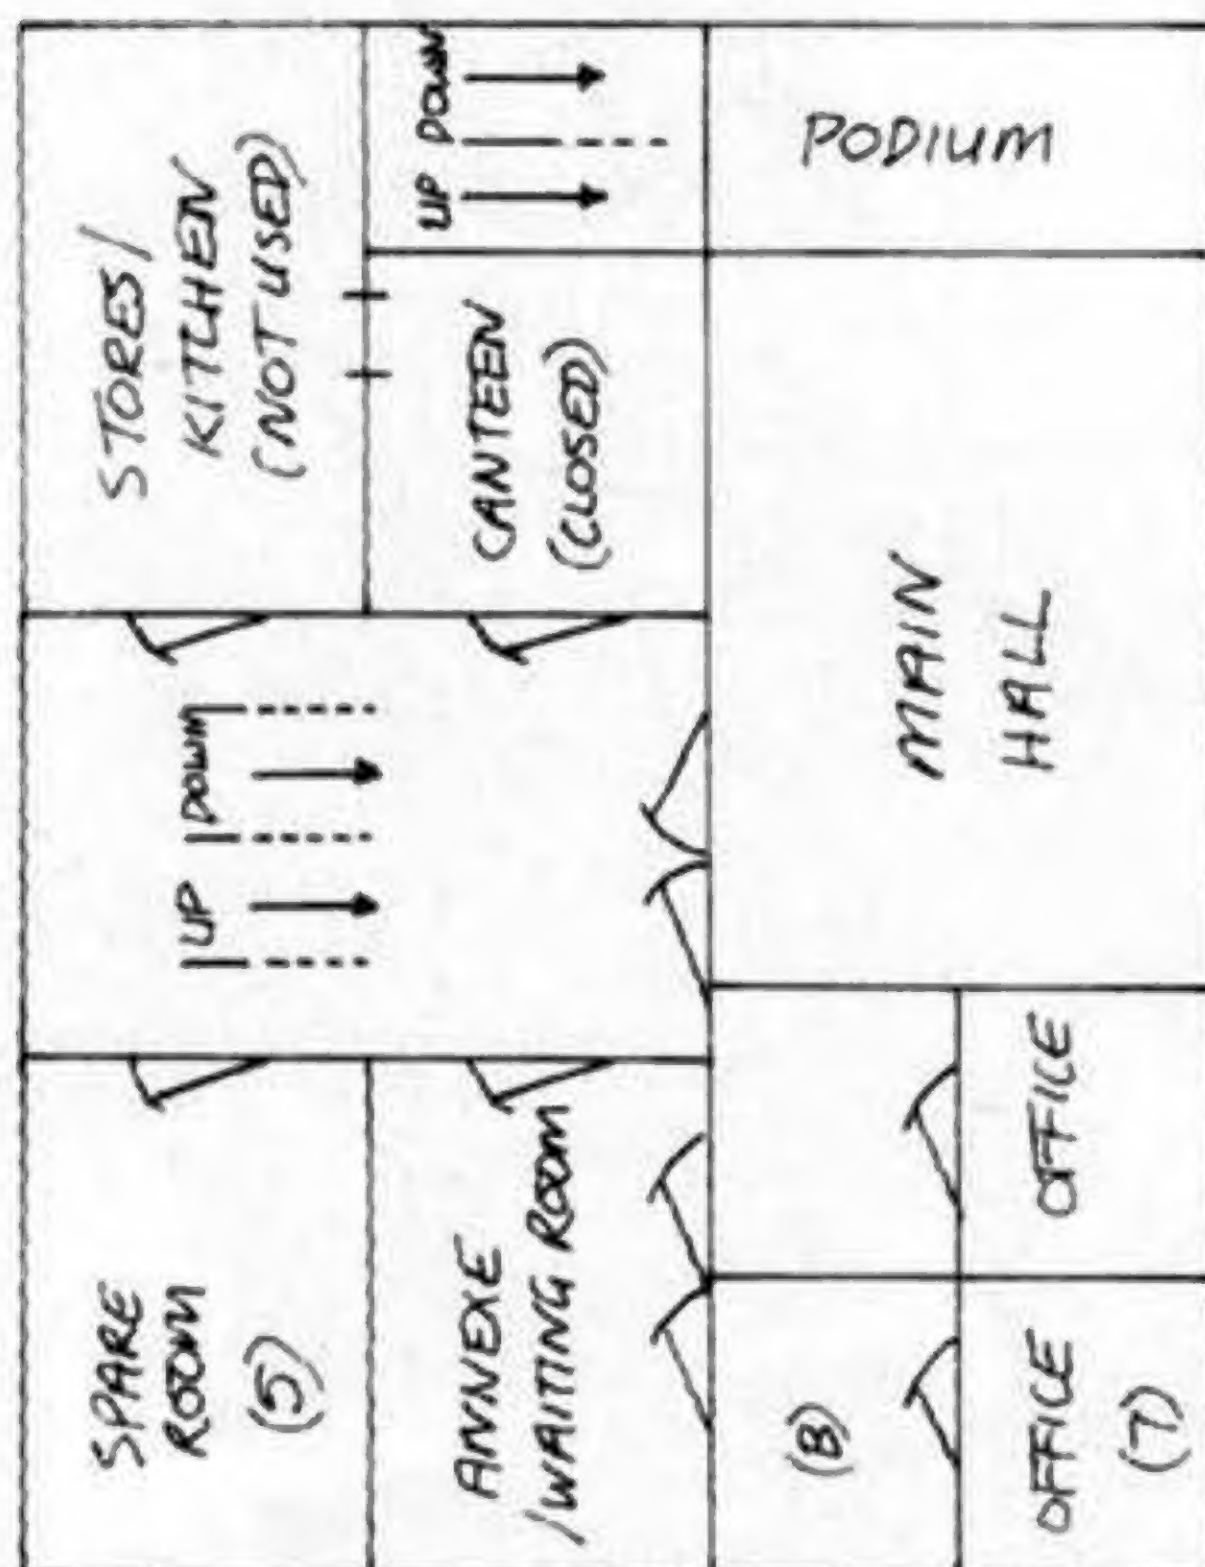 STORES/
KITCHEN
(NOT USED)
UP DOWN
PODIUM
CANTEEN
(CLOSED)
UP DOWN
MAIN
HALL
SPARE
ROOM
(5)
ANNEXE
/WAITING ROOM
OFFICE
(B)
OFFICE
(7)